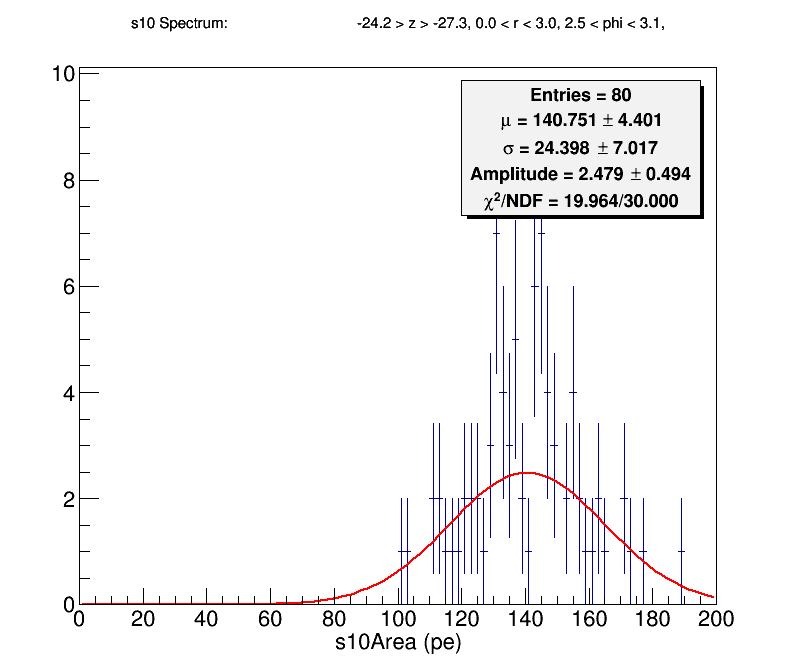 s10 Spectrum: -24.2 > z > -27.3, 0.0 < r < 3.0, 2.5 < phi < 3.1,
10
Entries = 80
μ = 140.751 ± 4.401
σ = 24.398 ± 7.017
8
Amplitude = 2.479 ± 0.494
χ²/NDF = 19.964/30.000
6
4
2
0
0 20 40 60 80 100 120 140 160 180 200
s10Area (pe)